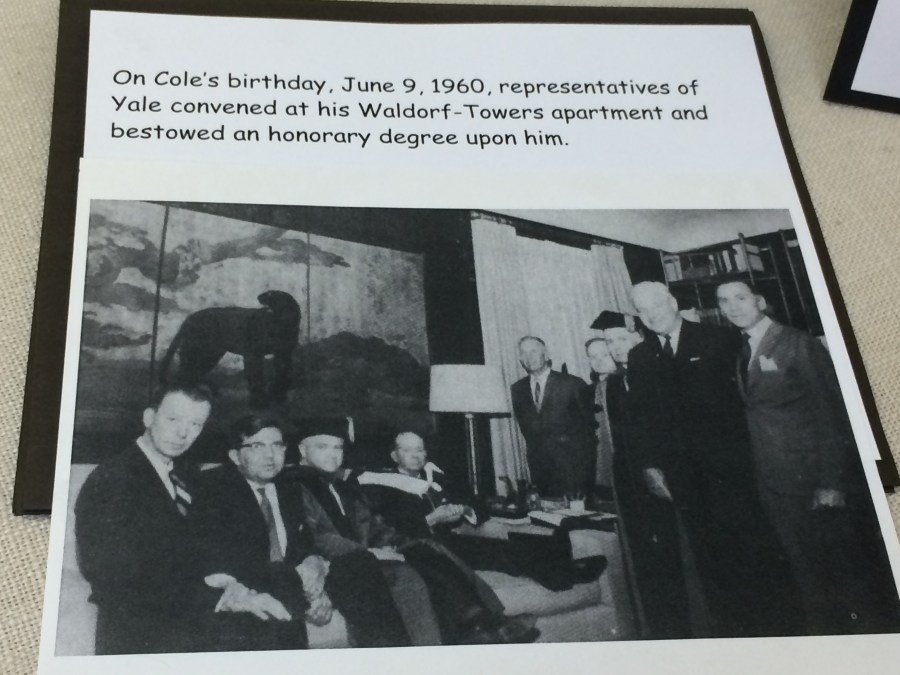 On Cole's birthday, June 9, 1960, representatives of
Yale convened at his Waldorf-Towers apartment and
bestowed an honorary degree upon him.